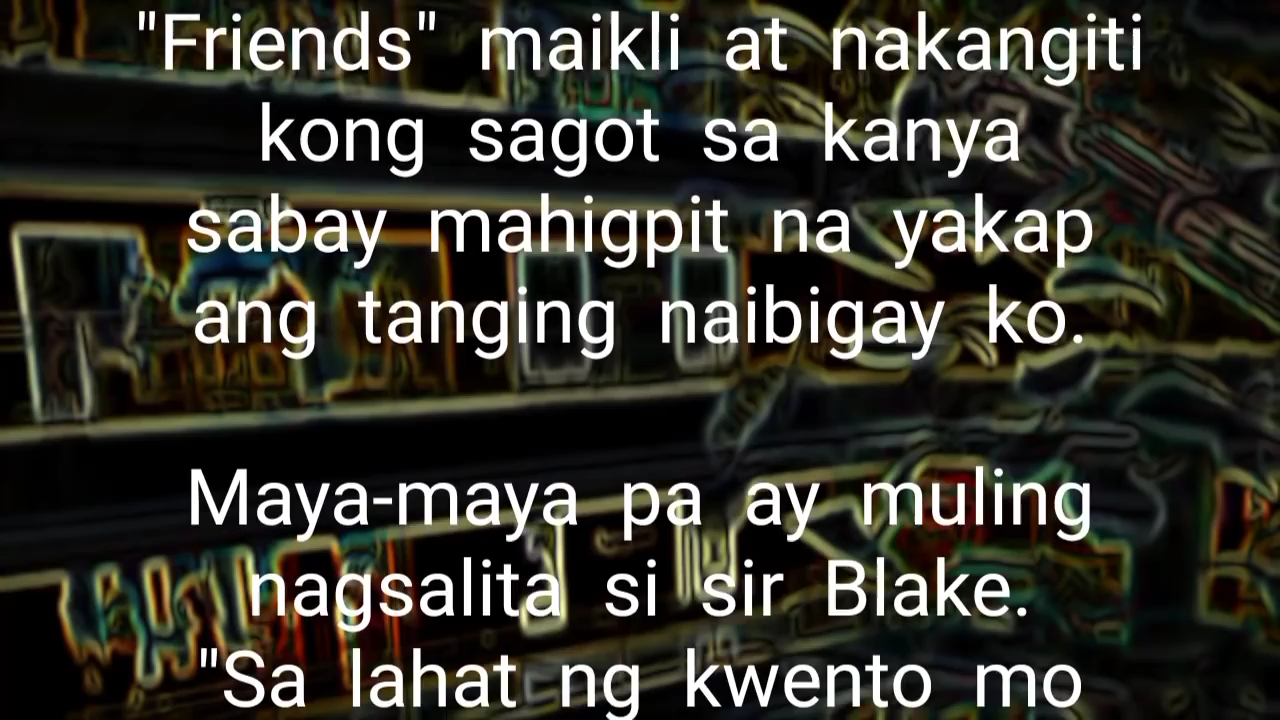 "Friends" maikli at nakangiti
kong sagot sa kanya
sabay mahigpit na yakap
ang tanging naibigay ko.
Maya-maya pa ay muling
nagsalita si sir Blake.
"Sa lahat ng kwento mo